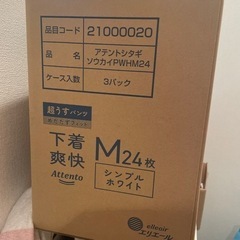 品目コード 21000020
品名 アテントシタギ
ソウカイPWHM24
ケース入数 3パック
超うすパンツ
下着
爽快
Attento
M24枚
シンプル
ホワイト
elleair
エリエール